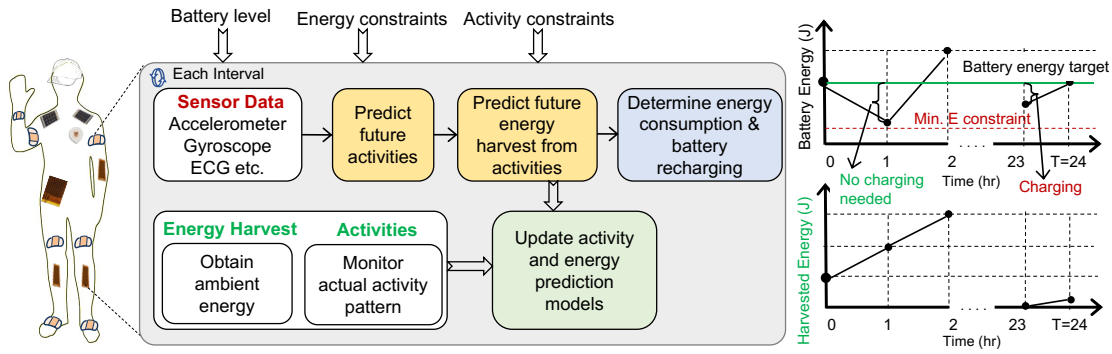 Battery level
Energy constraints
Activity constraints
Each Interval
Sensor Data
Accelerometer
Gyroscope
ECG etc.
Predict
future
activities
Predict future
energy
harvest from
activities
Determine energy
consumption &
battery
recharging
Energy Harvest
Obtain
ambient
energy
Activities
Monitor
actual activity
pattern
Update activity
and energy
prediction
models
Battery Energy (J)
Battery energy target
Min. E constraint
0
1
2
....
23
T=24
Time (hr)
No charging
needed
Charging
Harvested Energy (J)
0
1
2
....
23
T=24
Time (hr)